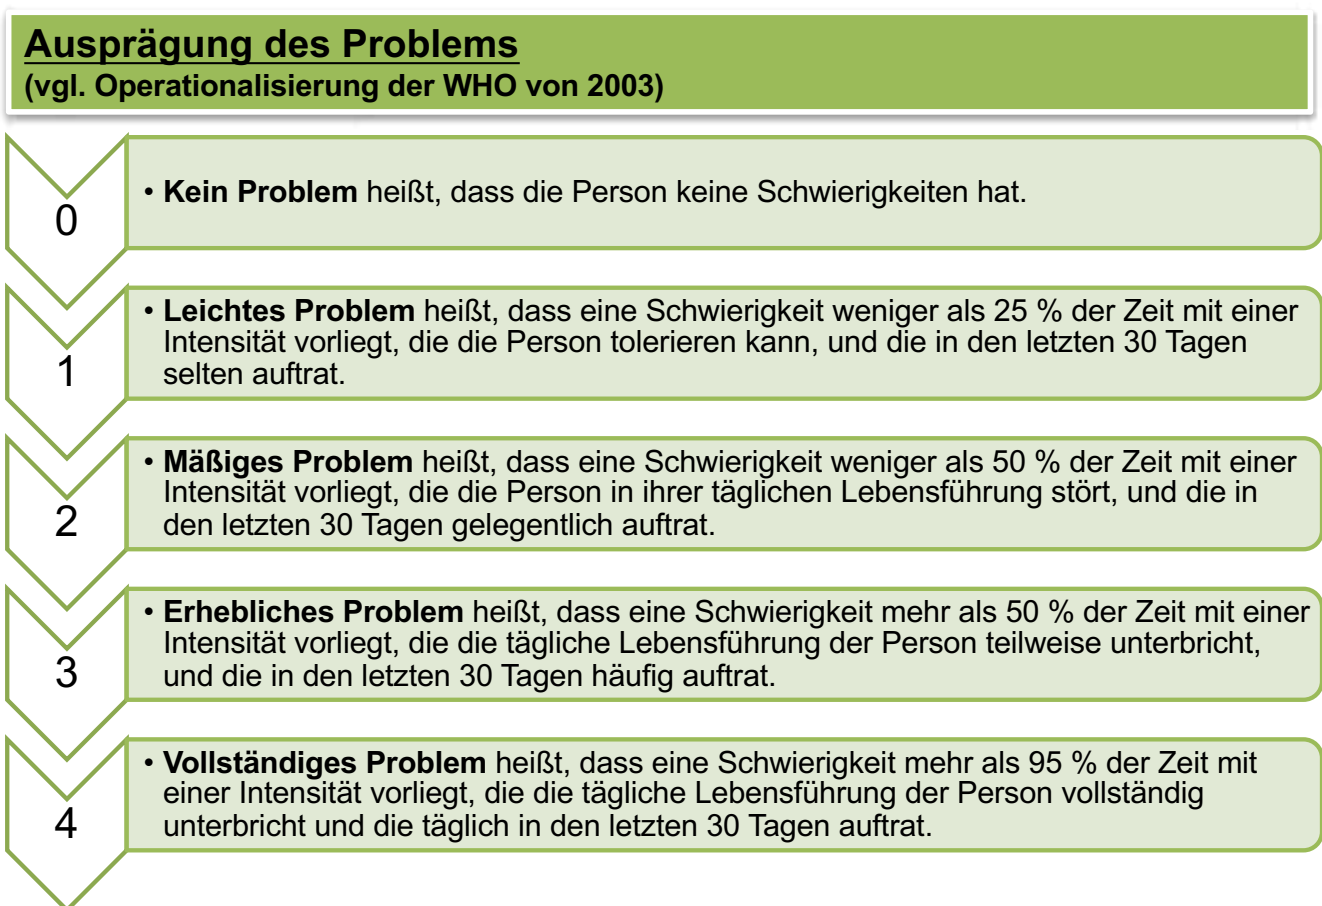 Ausprägung des Problems
(vgl. Operationalisierung der WHO von 2003)
0
• Kein Problem heißt, dass die Person keine Schwierigkeiten hat.
1
• Leichtes Problem heißt, dass eine Schwierigkeit weniger als 25 % der Zeit mit einer
Intensität vorliegt, die die Person tolerieren kann, und die in den letzten 30 Tagen
selten auftrat.
2
• Mäßiges Problem heißt, dass eine Schwierigkeit weniger als 50 % der Zeit mit einer
Intensität vorliegt, die die Person in ihrer täglichen Lebensführung stört, und die in
den letzten 30 Tagen gelegentlich auftrat.
3
• Erhebliches Problem heißt, dass eine Schwierigkeit mehr als 50 % der Zeit mit einer
Intensität vorliegt, die die tägliche Lebensführung der Person teilweise unterbricht,
und die in den letzten 30 Tagen häufig auftrat.
4
• Vollständiges Problem heißt, dass eine Schwierigkeit mehr als 95 % der Zeit mit
einer Intensität vorliegt, die die tägliche Lebensführung der Person vollständig
unterbricht und die täglich in den letzten 30 Tagen auftrat.